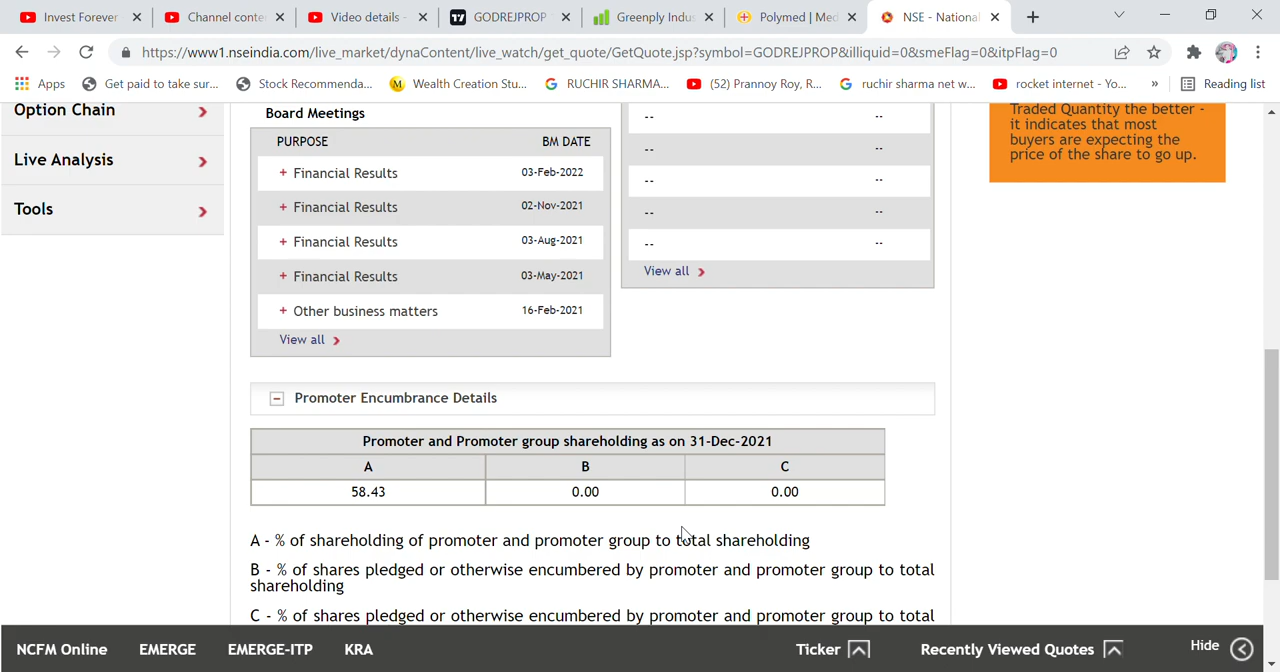 Invest Forever
Channel conte
Video details -
GODREJPROP
Greenply Indus
Polymed | Med
NSE - National
https://www1.nseindia.com/live_market/dynaContent/live_watch/get_quote/GetQuote.jsp?symbol=GODREJPROP&illiquid=0&smeFlag=0&itpFlag=0
Apps
Get paid to take sur...
Stock Recommenda...
Wealth Creation Stu...
RUCHIR SHARMA...
(52) Prannoy Roy, R...
ruchir sharma net w...
rocket internet - Yo...
»
Reading list
Option Chain
Live Analysis
Tools
Board Meetings
PURPOSE BM DATE
+ Financial Results 03-Feb-2022
+ Financial Results 02-Nov-2021
+ Financial Results 03-Aug-2021
+ Financial Results 03-May-2021
+ Other business matters 16-Feb-2021
View all
-- --
-- --
-- --
-- --
-- --
View all
Traded Quantity the better -
it indicates that most
buyers are expecting the
price of the share to go up.
Promoter Encumbrance Details
Promoter and Promoter group shareholding as on 31-Dec-2021
A B C
58.43 0.00 0.00
A - % of shareholding of promoter and promoter group to total shareholding
B - % of shares pledged or otherwise encumbered by promoter and promoter group to total
shareholding
C - % of shares pledged or otherwise encumbered by promoter and promoter group to total
NCFM Online EMERGE EMERGE-ITP KRA Ticker Recently Viewed Quotes Hide